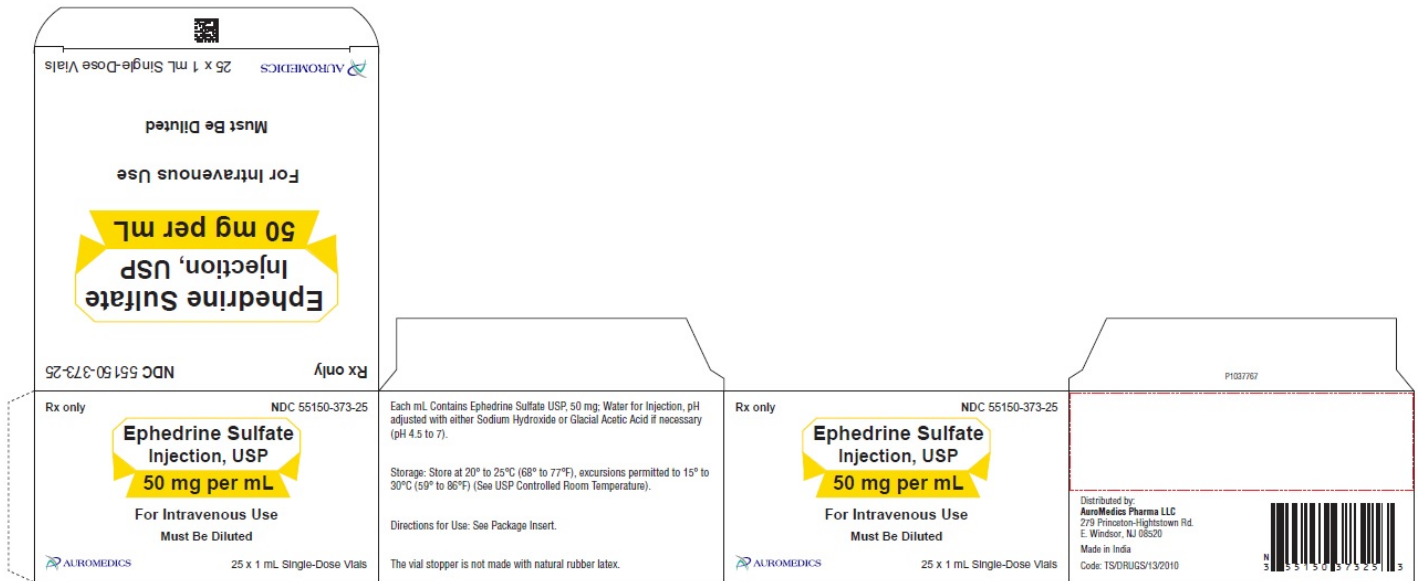 25 x 1 mL Single-Dose Vials AUROMEDICS
Must Be Diluted
For Intravenous Use
50 mg per mL
Injection, USP
Ephedrine Sulfate
NDC 55150-373-25 Rx only
Rx only NDC 55150-373-25
Ephedrine Sulfate
Injection, USP
50 mg per mL
For Intravenous Use
Must Be Diluted
AUROMEDICS 25 x 1 mL Single-Dose Vials
Each mL Contains Ephedrine Sulfate USP, 50 mg; Water for Injection, pH
adjusted with either Sodium Hydroxide or Glacial Acetic Acid if necessary
(pH 4.5 to 7).
Storage: Store at 20° to 25°C (68° to 77°F), excursions permitted to 15° to
30°C (59° to 86°F) (See USP Controlled Room Temperature).
Directions for Use: See Package Insert.
The vial stopper is not made with natural rubber latex.
Rx only NDC 55150-373-25
Ephedrine Sulfate
Injection, USP
50 mg per mL
For Intravenous Use
Must Be Diluted
AUROMEDICS 25 x 1 mL Single-Dose Vials
P1037767
Distributed by:
AuroMedics Pharma LLC
279 Princeton-Hightstown Rd.
E. Windsor, NJ 08520
Made in India
Code: TS/DRUGS/13/2010
N
3 55150 37325 3